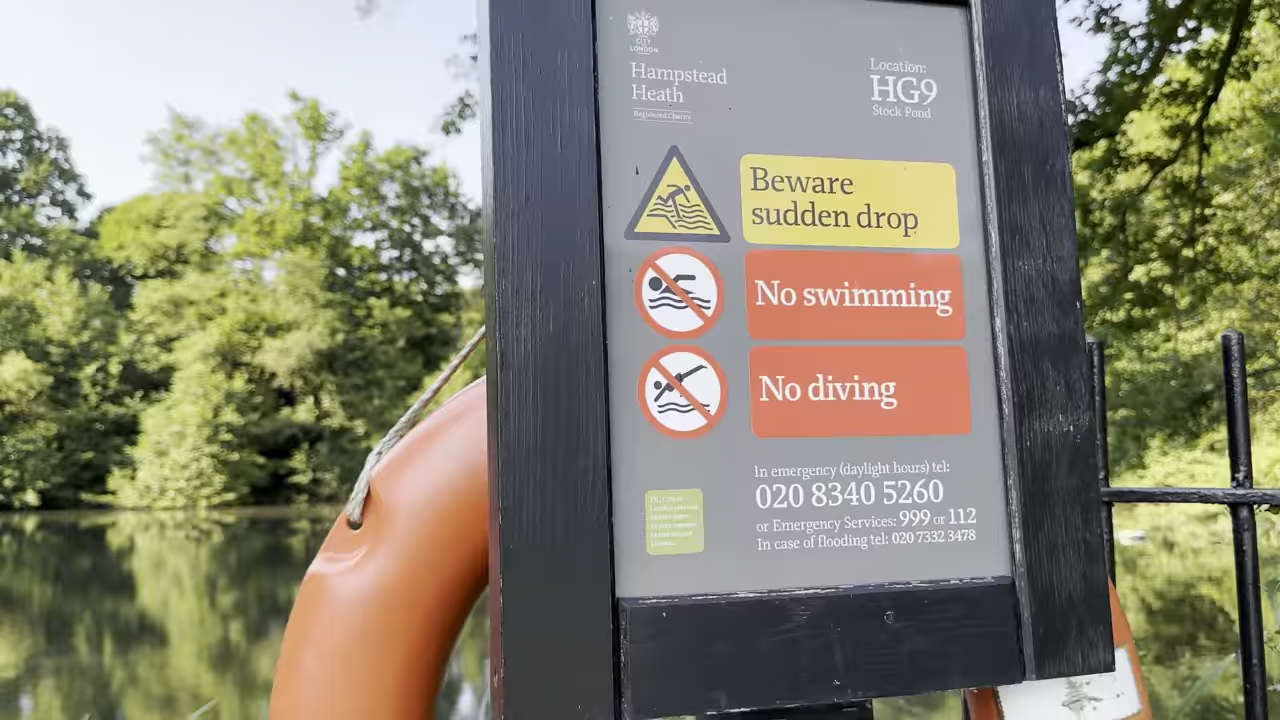 CITY
OF
LONDON
Hampstead
Heath
Registered Charity
Location:
HG9
Stock Pond
Beware
sudden drop
No swimming
No diving
In emergency (daylight hours) tel:
020 8340 5260
or Emergency Services: 999 or 112
In case of flooding tel: 020 7332 3478